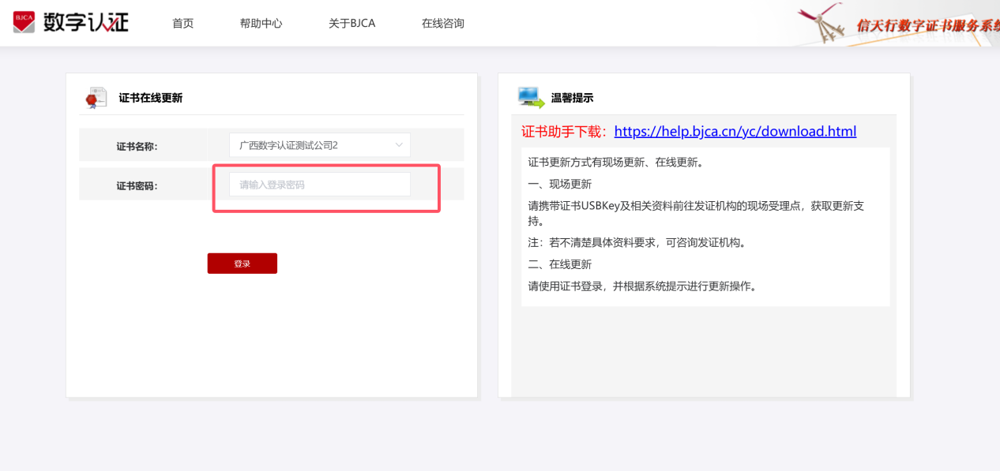 BJCA 数字认证
首页 帮助中心 关于BJCA 在线咨询
信天行数字证书服务系统
证书在线更新
证书名称： 广西数字认证测试公司2
证书密码： 请输入登录密码
登录
温馨提示
证书助手下载：https://help.bjca.cn/yc/download.html
证书更新方式有现场更新、在线更新。
一、现场更新
请携带证书USBKey及相关资料前往发证机构的现场受理点，获取更新支
持。
注：若不清楚具体资料要求，可咨询发证机构。
二、在线更新
请使用证书登录，并根据系统提示进行更新操作。